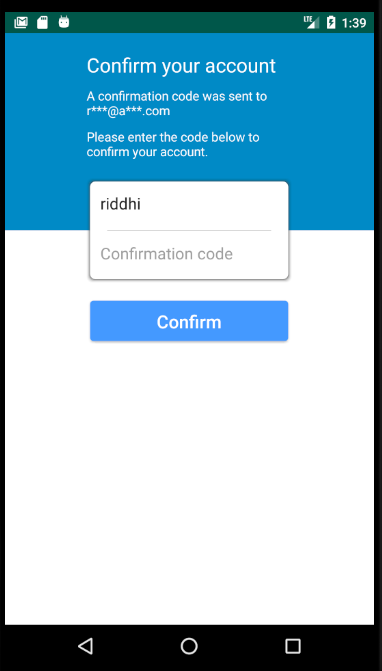 LTE 1:39
Confirm your account
A confirmation code was sent to
r***@a***.com
Please enter the code below to
confirm your account.
riddhi
Confirmation code
Confirm